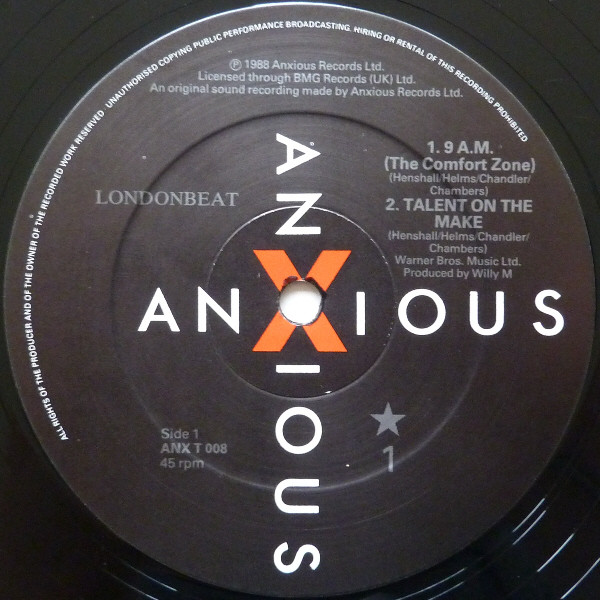 ALL RIGHTS OF THE PRODUCER AND OF THE OWNER OF THE RECORDED WORK RESERVED UNAUTHORISED COPYING PUBLIC PERFORMANCE BROADCASTING. HIRING OR RENTAL OF THIS RECORDING PROHIBITED
℗ 1988 Anxious Records Ltd.
Licensed through BMG Records (UK) Ltd.
An original sound recording made by Anxious Records Ltd.
LONDONBEAT
1. 9 A.M.
(The Comfort Zone)
(Henshall/Helms/Chandler/
Chambers)
2. TALENT ON THE
MAKE
(Henshall/Helms/Chandler/
Chambers)
Warner Bros. Music Ltd.
Produced by Willy M
ANXIOUS
ANXIOUS
Side 1
ANX T 008
45 rpm
★
1